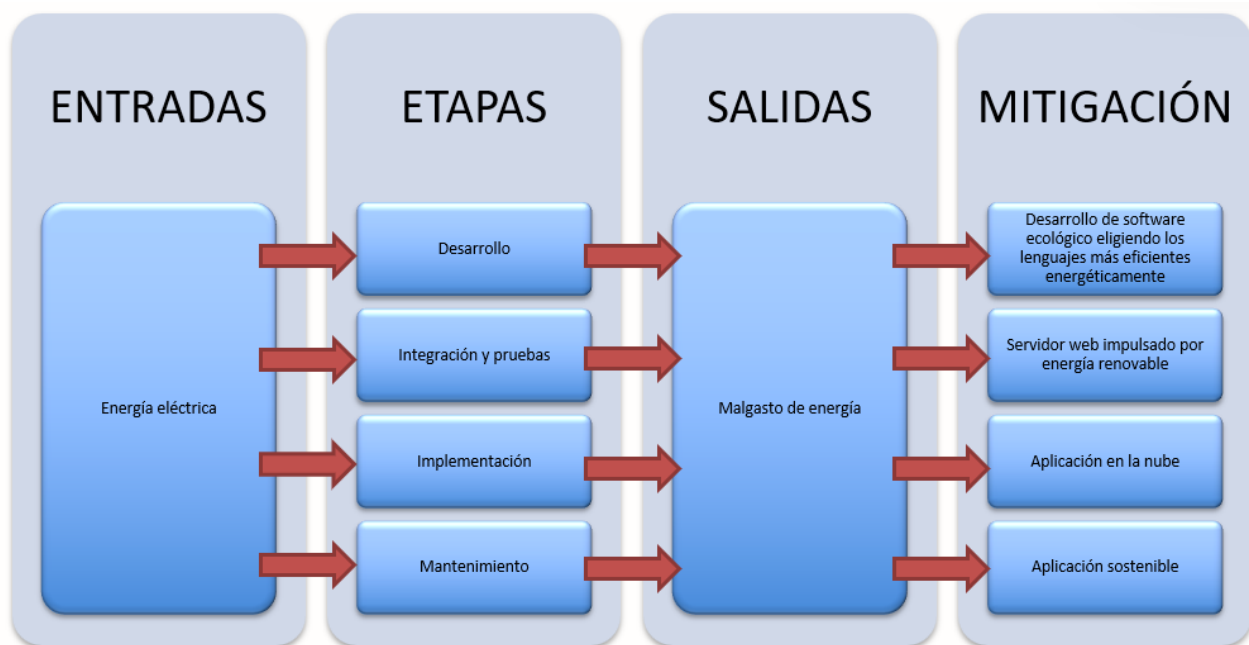 ENTRADAS
Energía eléctrica
ETAPAS
Desarrollo
Integración y pruebas
Implementación
Mantenimiento
SALIDAS
Malgasto de energía
MITIGACIÓN
Desarrollo de software
ecológico eligiendo los
lenguajes más eficientes
energéticamente
Servidor web impulsado por
energía renovable
Aplicación en la nube
Aplicación sostenible